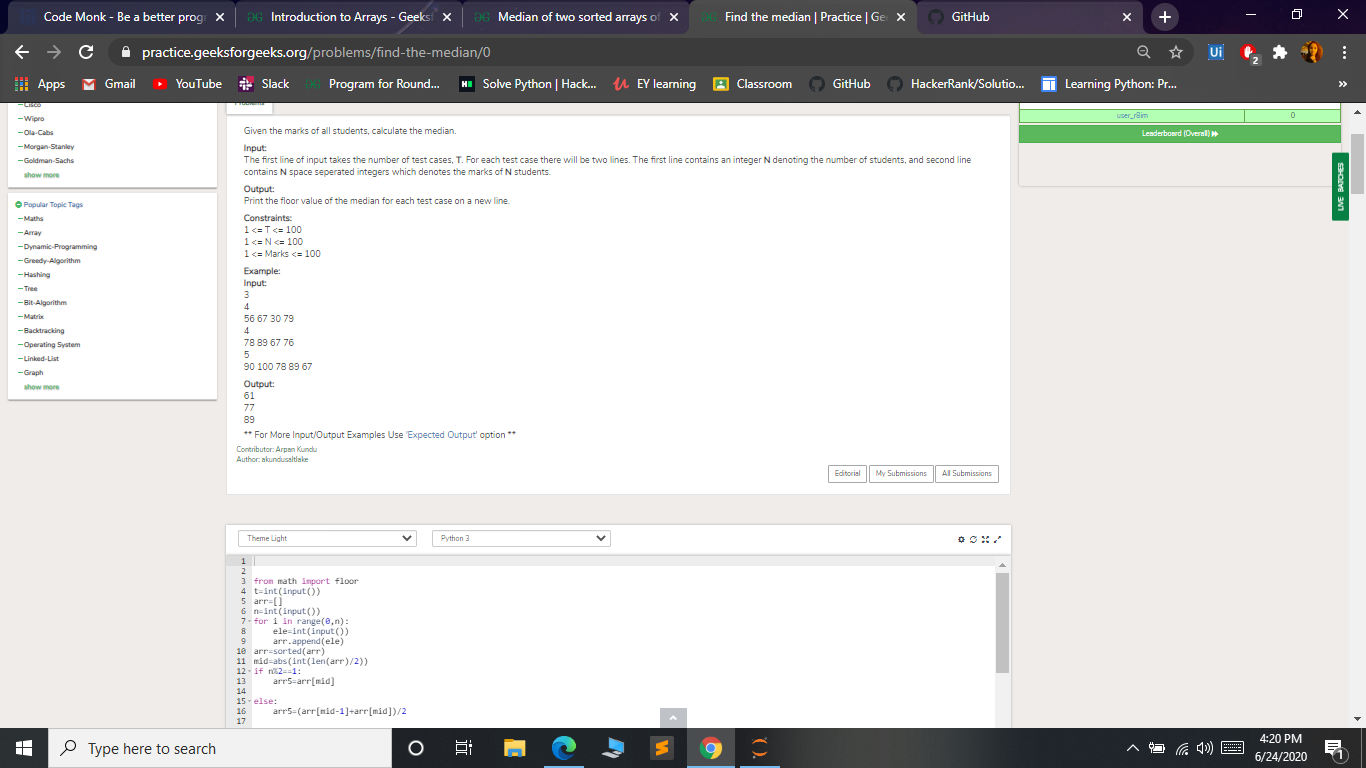 Code Monk - Be a better progr
Introduction to Arrays - Geeksf
Median of two sorted arrays of
Find the median | Practice | Ge
GitHub
practice.geeksforgeeks.org/problems/find-the-median/0
Ui
2
Apps
Gmail
YouTube
Slack
Program for Round...
Solve Python | Hack...
EY learning
Classroom
GitHub
HackerRank/Solutio...
Learning Python: Pr...
»
Cisco
Wipro
Ola-Cabs
Morgan-Stanley
Goldman-Sachs
show more
Popular Topic Tags
Maths
Array
Dynamic-Programming
Greedy-Algorithm
Hashing
Tree
Bit-Algorithm
Matrix
Backtracking
Operating System
Linked-List
Graph
show more
Problems
Given the marks of all students, calculate the median.
Input:
The first line of input takes the number of test cases, T. For each test case there will be two lines. The first line contains an integer N denoting the number of students, and second line
contains N space seperated integers which denotes the marks of N students.
Output:
Print the floor value of the median for each test case on a new line.
Constraints:
1 <= T <= 100
1 <= N <= 100
1 <= Marks <= 100
Example:
Input:
3
4
56 67 30 79
4
78 89 67 76
5
90 100 78 89 67
Output:
61
77
89
** For More Input/Output Examples Use 'Expected Output' option **
Contributor: Arpan Kundu
Author: akundusaltlake
Editorial
My Submissions
All Submissions
user_r8im 0
Leaderboard (Overall)
LIVE BATCHES
Theme Light
Python 3
1
2
3 from math import floor
4 t=int(input())
5 arr=[]
6 n=int(input())
7 for i in range(0,n):
8 ele=int(input())
9 arr.append(ele)
10 arr=sorted(arr)
11 mid=abs(int(len(arr)/2))
12 if n%2==1:
13 arr5=arr[mid]
14
15 else:
16 arr5=(arr[mid-1]+arr[mid])/2
17
Type here to search
4:20 PM
6/24/2020
1